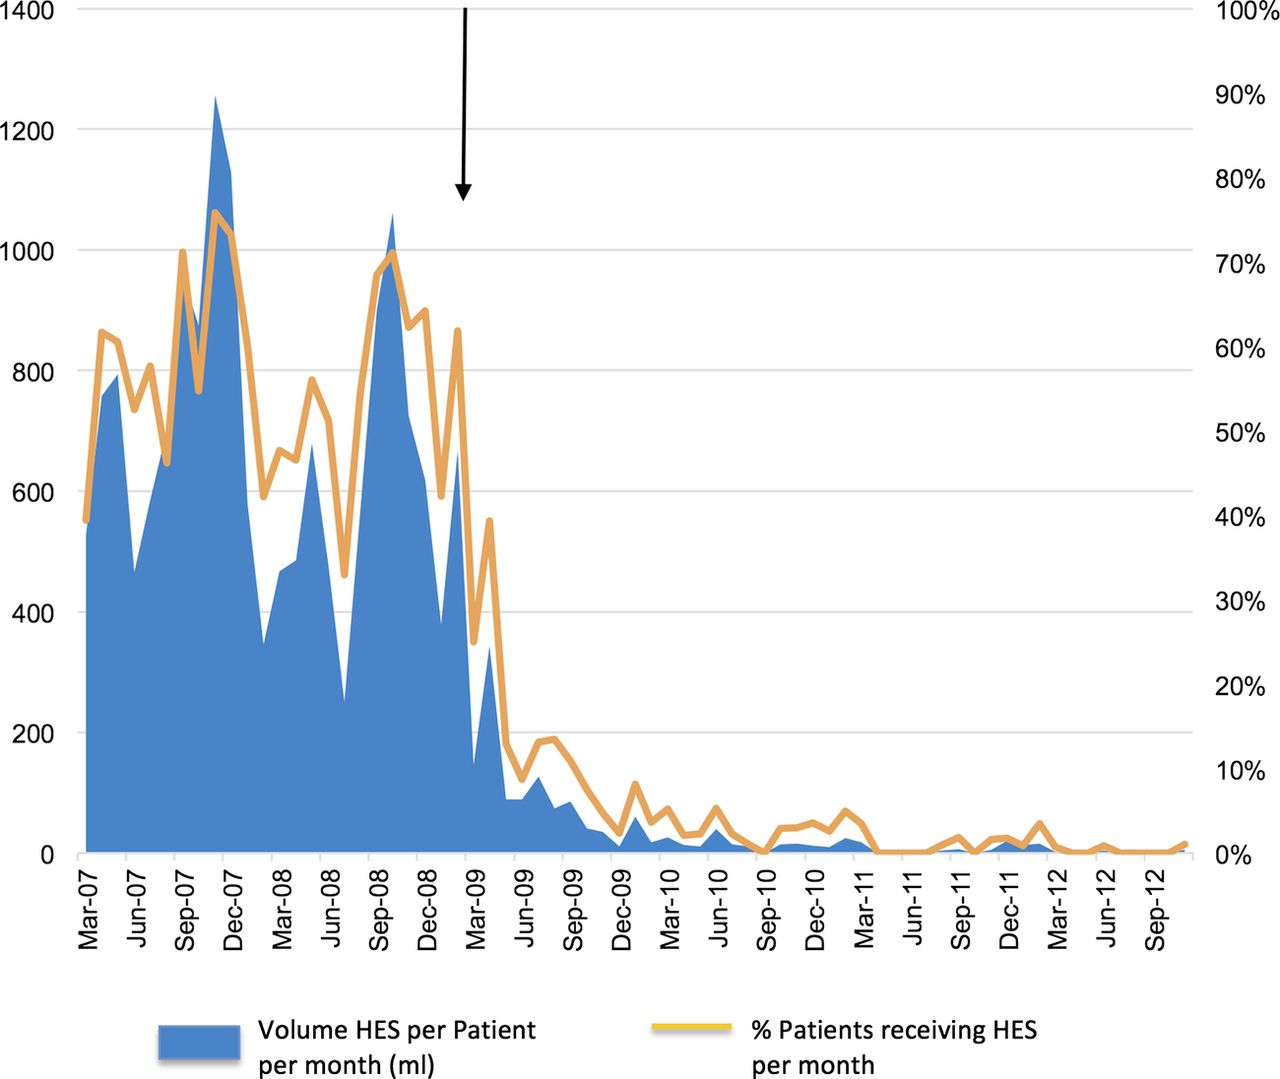 1400
1200
1000
800
600
400
200
0
100%
90%
80%
70%
60%
50%
40%
30%
20%
10%
0%
Mar-07
Jun-07
Sep-07
Dec-07
Mar-08
Jun-08
Sep-08
Dec-08
Mar-09
Jun-09
Sep-09
Dec-09
Mar-10
Jun-10
Sep-10
Dec-10
Mar-11
Jun-11
Sep-11
Dec-11
Mar-12
Jun-12
Sep-12
Volume HES per Patient
per month (ml)
% Patients receiving HES
per month